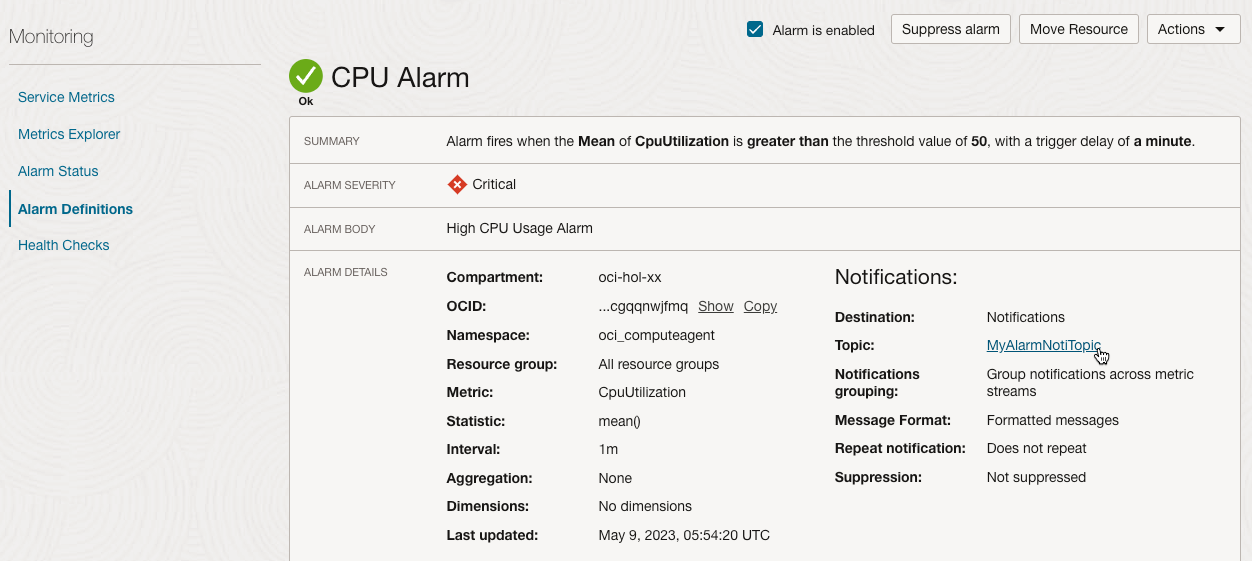 Monitoring
Service Metrics
Metrics Explorer
Alarm Status
Alarm Definitions
Health Checks
Alarm is enabled
Suppress alarm
Move Resource
Actions
CPU Alarm
Ok
SUMMARY
Alarm fires when the Mean of CpuUtilization is greater than the threshold value of 50, with a trigger delay of a minute.
ALARM SEVERITY
Critical
ALARM BODY
High CPU Usage Alarm
ALARM DETAILS
Compartment: oci-hol-xx
OCID: ...cgqqnwjfmq Show Copy
Namespace: oci_computeagent
Resource group: All resource groups
Metric: CpuUtilization
Statistic: mean()
Interval: 1m
Aggregation: None
Dimensions: No dimensions
Last updated: May 9, 2023, 05:54:20 UTC
Notifications:
Destination: Notifications
Topic: MyAlarmNotiTopic
Notifications grouping: Group notifications across metric streams
Message Format: Formatted messages
Repeat notification: Does not repeat
Suppression: Not suppressed